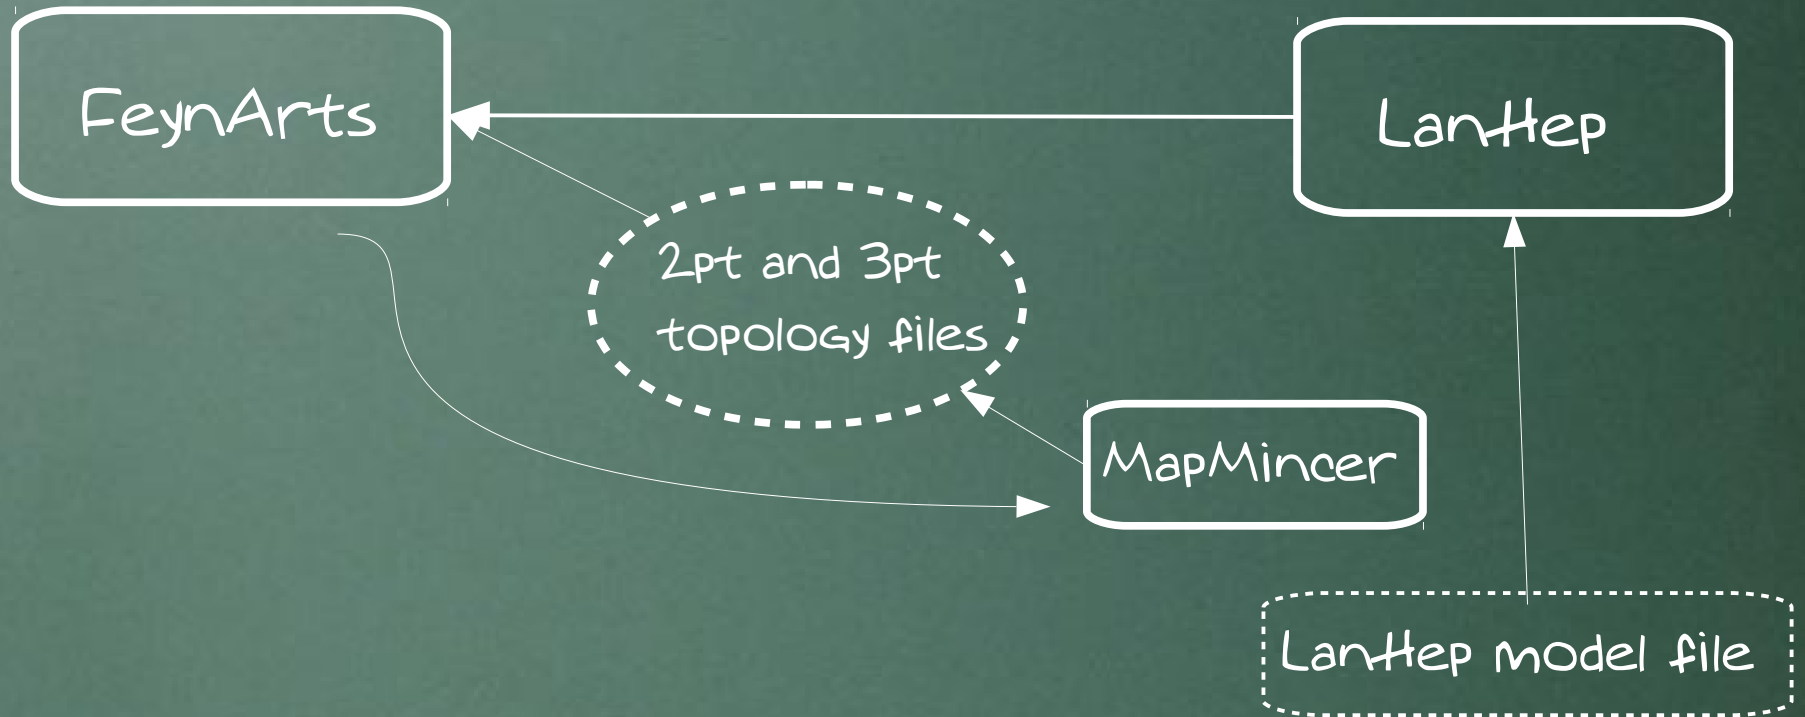 FeynArts
LanHep
2pt and 3pt
topology files
MapMincer
LanHep model file